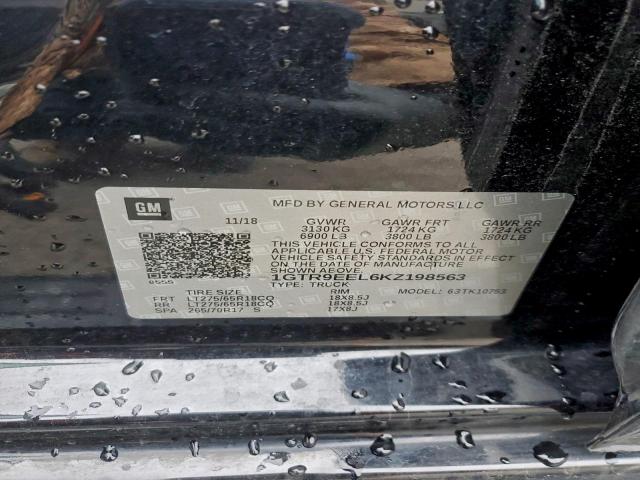 GM
MFD BY GENERAL MOTORS LLC
11/18 GVWR GAWR FRT GAWR RR
3130 KG 1724 KG 1724 KG
6900 LB 3800 LB 3800 LB
THIS VEHICLE CONFORMS TO ALL
APPLICABLE U.S. FEDERAL MOTOR
VEHICLE SAFETY STANDARDS IN EFFECT
ON THE DATE OF MANUFACTURE
SHOWN ABOVE.
1GTR9EEL6KZ198563
TYPE: TRUCK
MODEL: 63TK10753
TIRE SIZE RIM
FRT LT275/65R18CQ 18X8.5J
RR LT275/65R18CQ 18X8.5J
SPA 265/70R17 S 17X8J